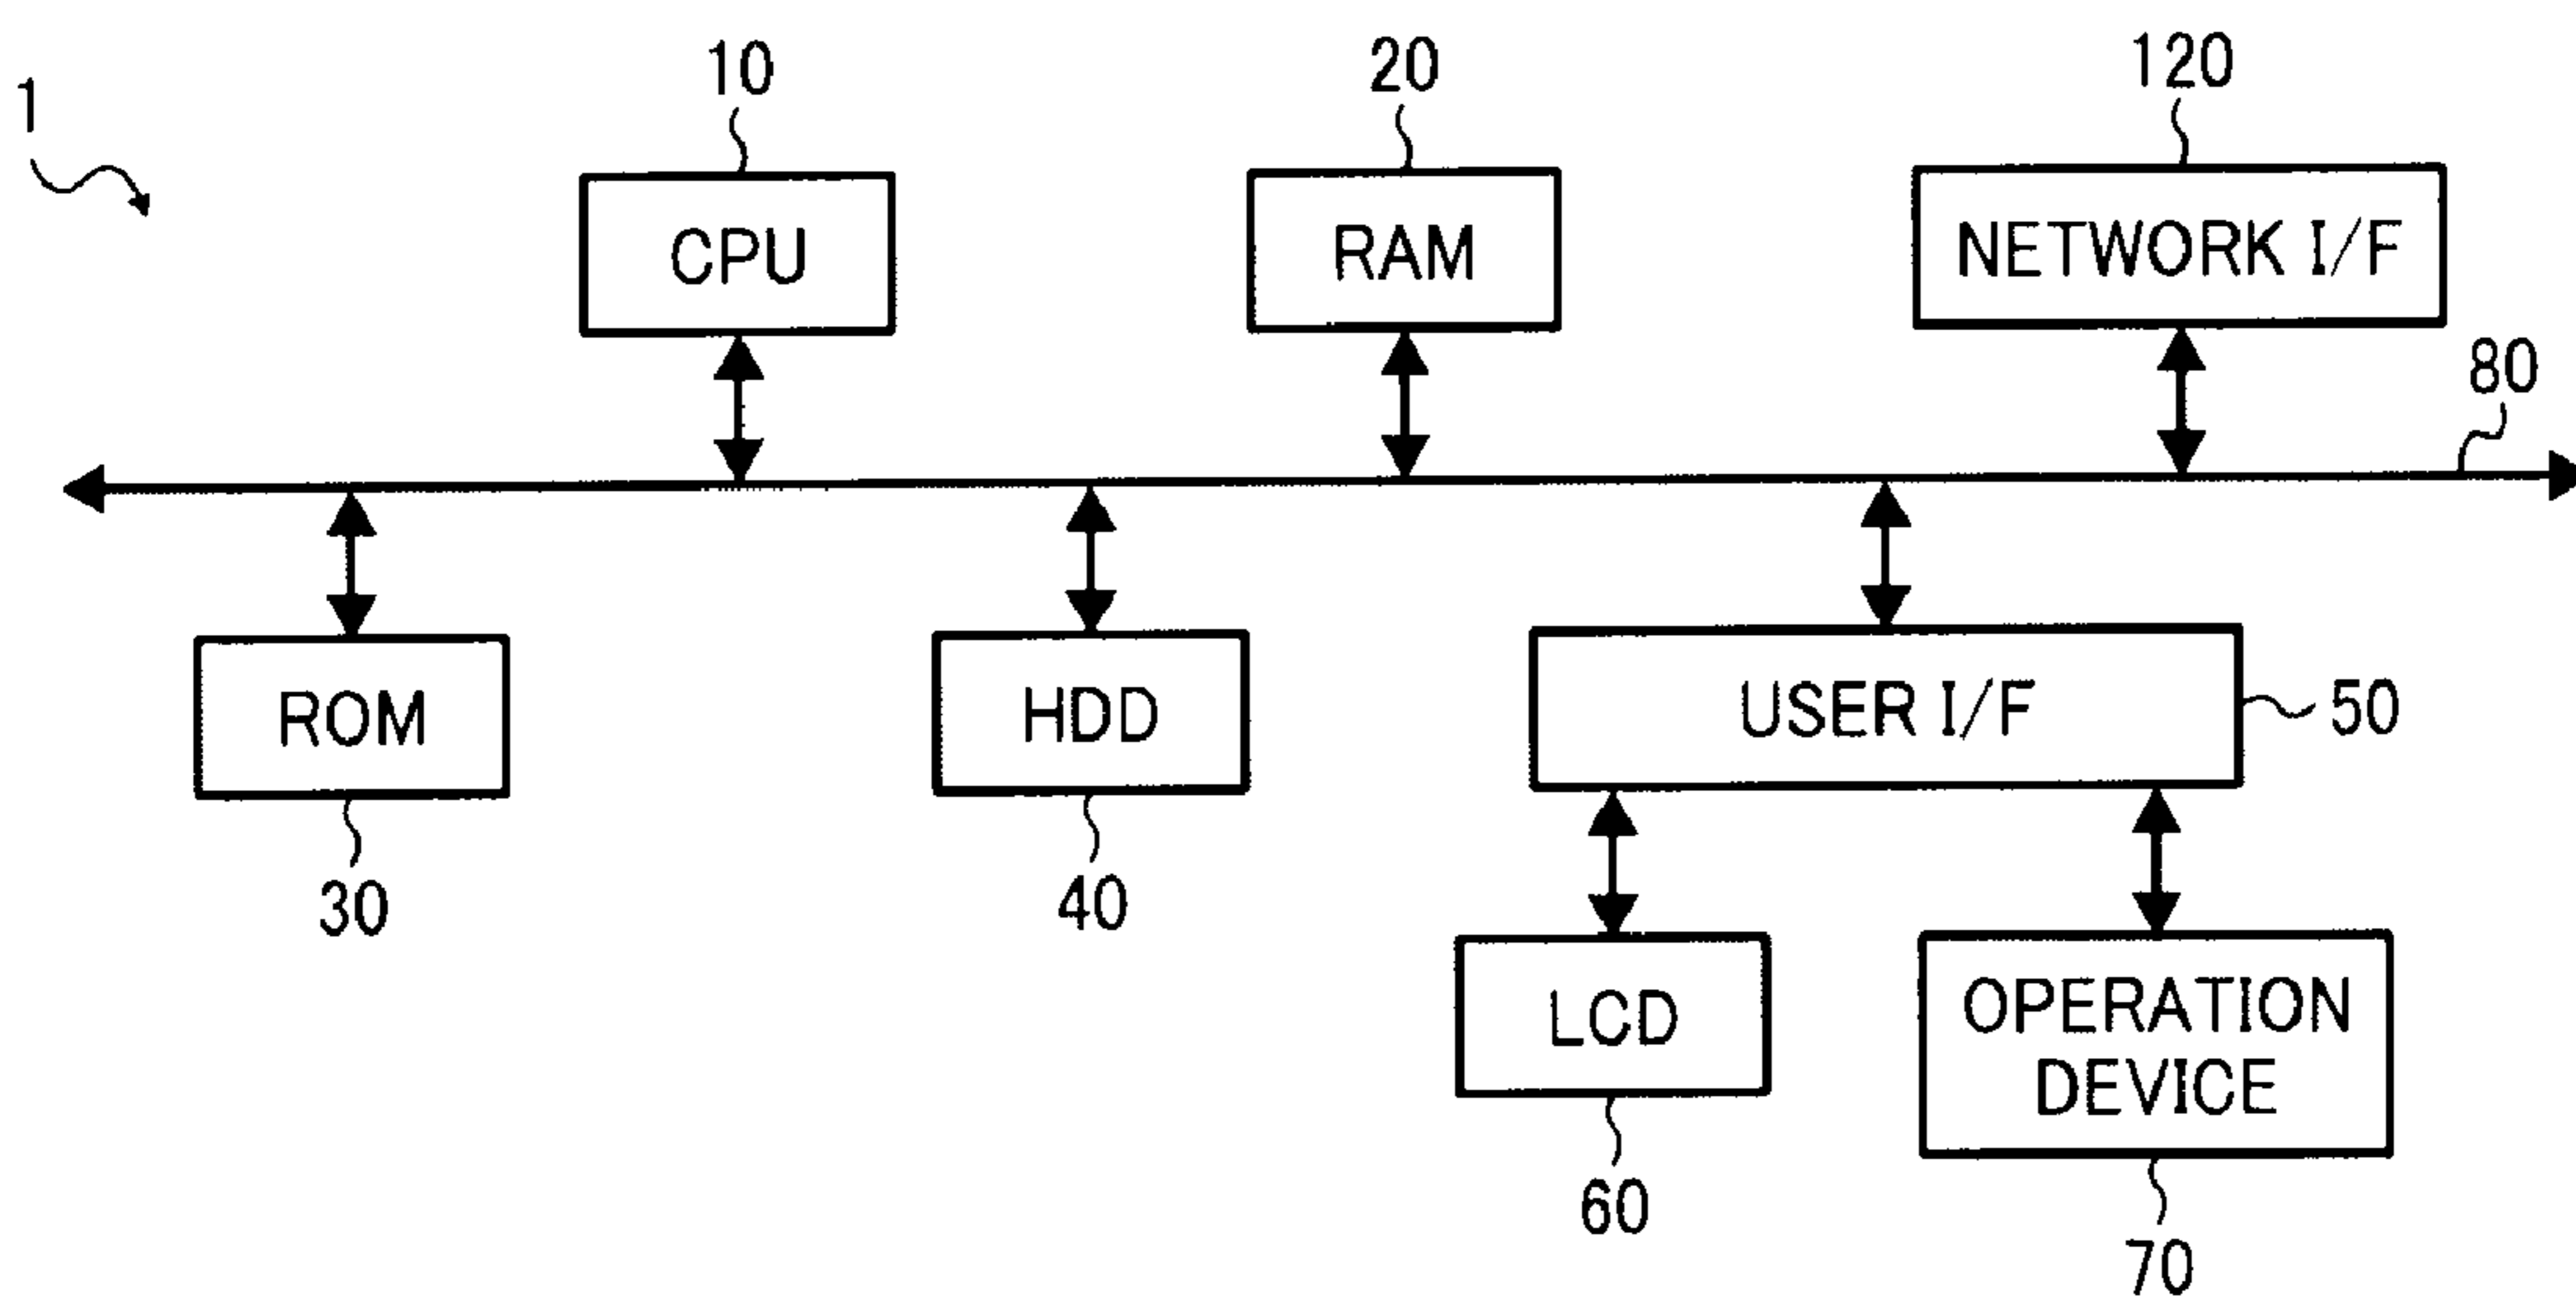 1
10
20
120
CPU
RAM
NETWORK I/F
80
ROM
HDD
USER I/F
50
30
40
LCD
OPERATION
DEVICE
60
70